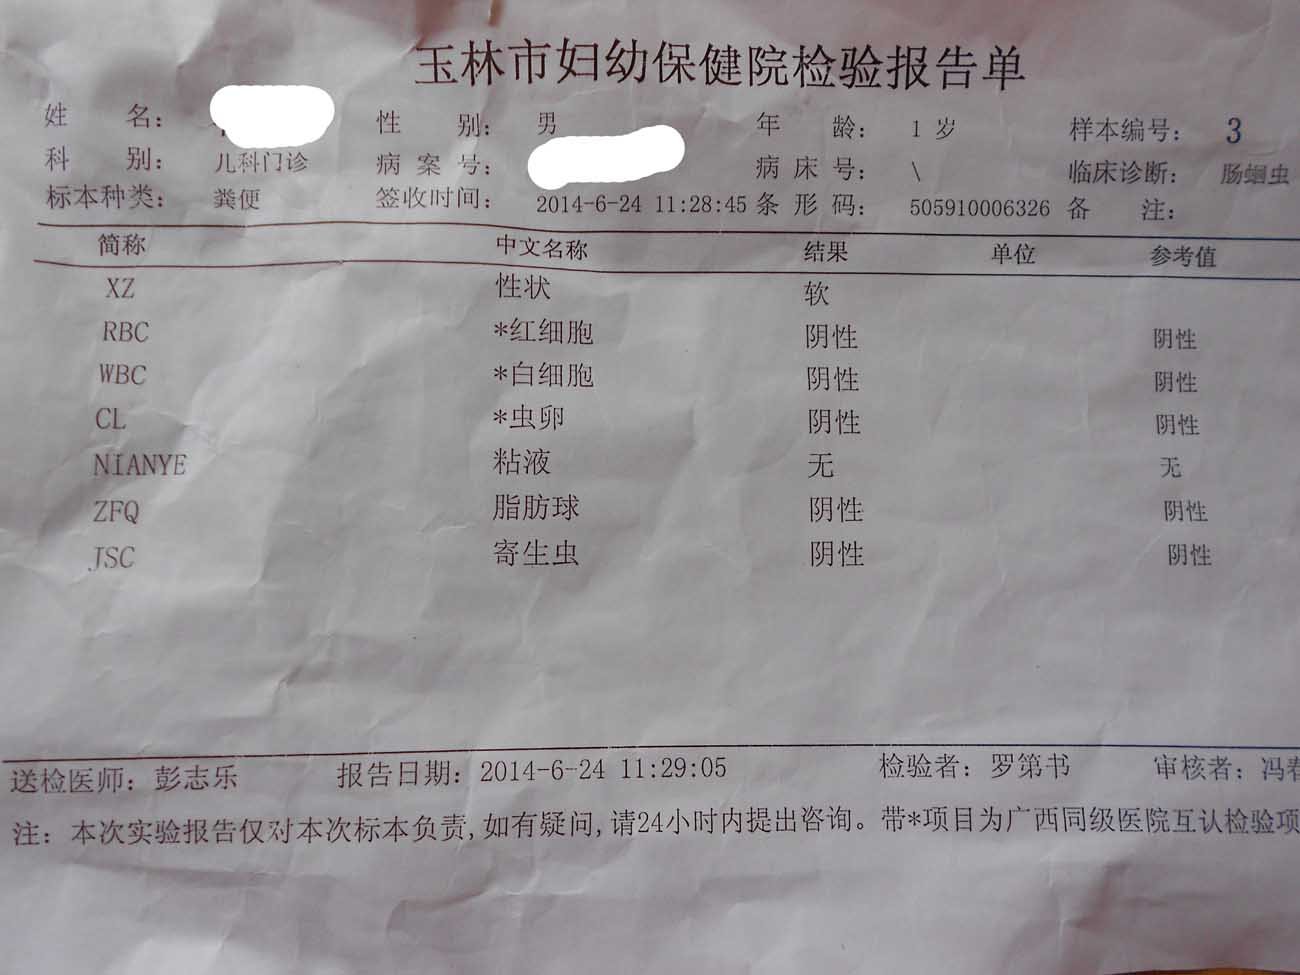 玉林市妇幼保健院检验报告单
姓 名： 性 别： 男 年 龄： 1 岁 样本编号： 3
科 别： 儿科门诊 病 案 号： 病 床 号： \ 临床诊断： 肠蛔虫
标本种类： 粪便 签收时间： 2014-6-24 11:28:45 条 形 码： 505910006326 备 注：
简称 中文名称 结果 单位 参考值
XZ 性状 软
RBC *红细胞 阴性 阴性
WBC *白细胞 阴性 阴性
CL *虫卵 阴性 阴性
NIANYE 粘液 无 无
ZFQ 脂肪球 阴性 阴性
JSC 寄生虫 阴性 阴性
送检医师： 彭志乐 报告日期： 2014-6-24 11:29:05 检验者： 罗第书 审核者： 冯春
注： 本次实验报告仅对本次标本负责,如有疑问,请24小时内提出咨询。带*项目为广西同级医院互认检验项